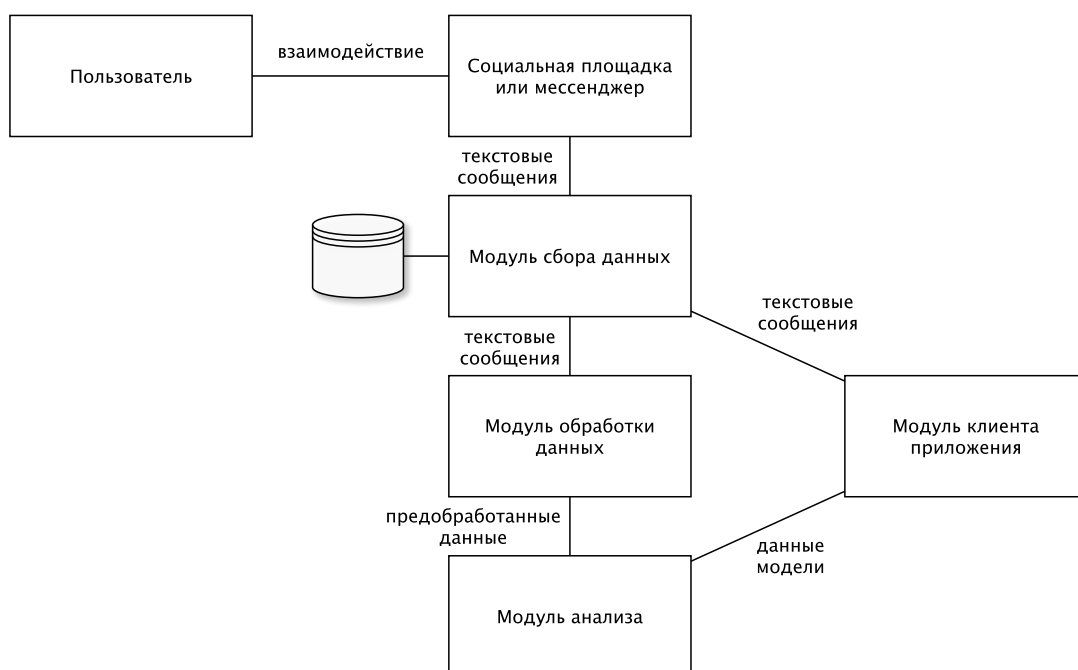 Пользователь
взаимодействие
Социальная площадка
или мессенджер
текстовые
сообщения
Модуль сбора данных
текстовые
сообщения
текстовые
сообщения
Модуль обработки
данных
Модуль клиента
приложения
предобработанные
данные
данные
модели
Модуль анализа